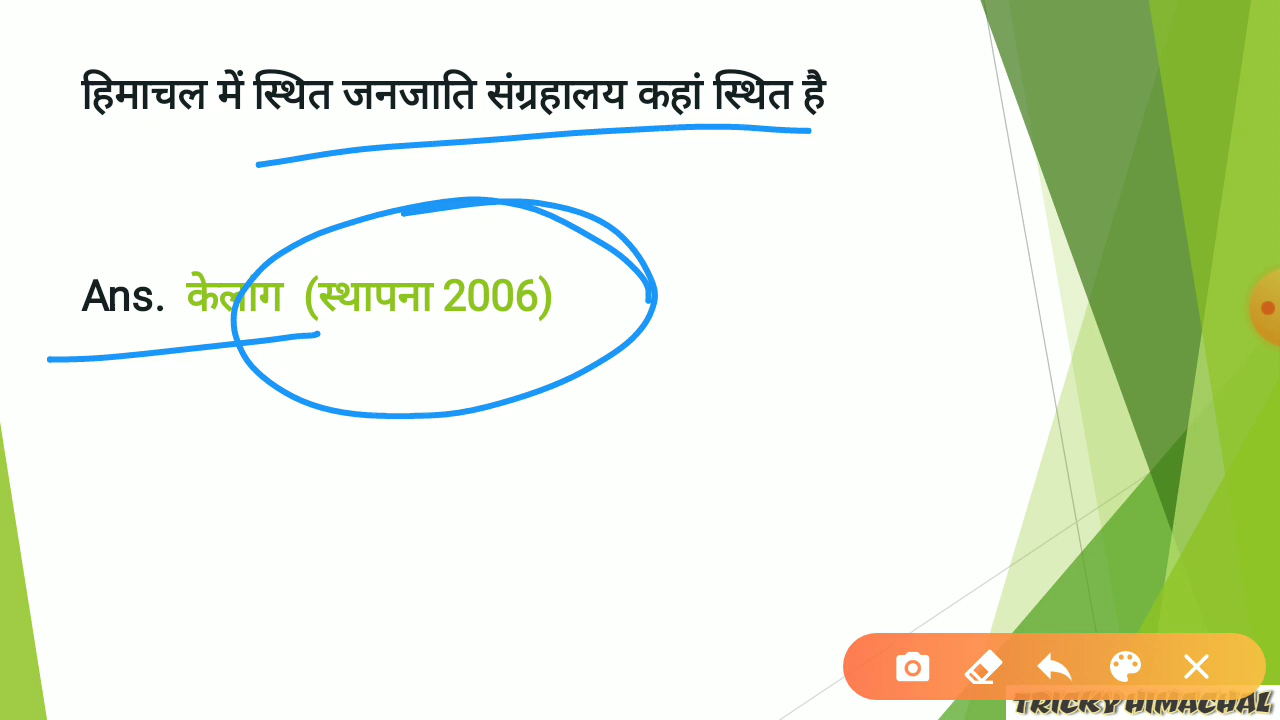 हिमाचल में स्थित जनजाति संग्रहालय कहां स्थित है
Ans. केलांग (स्थापना 2006)
TRICKY HIMACHAL